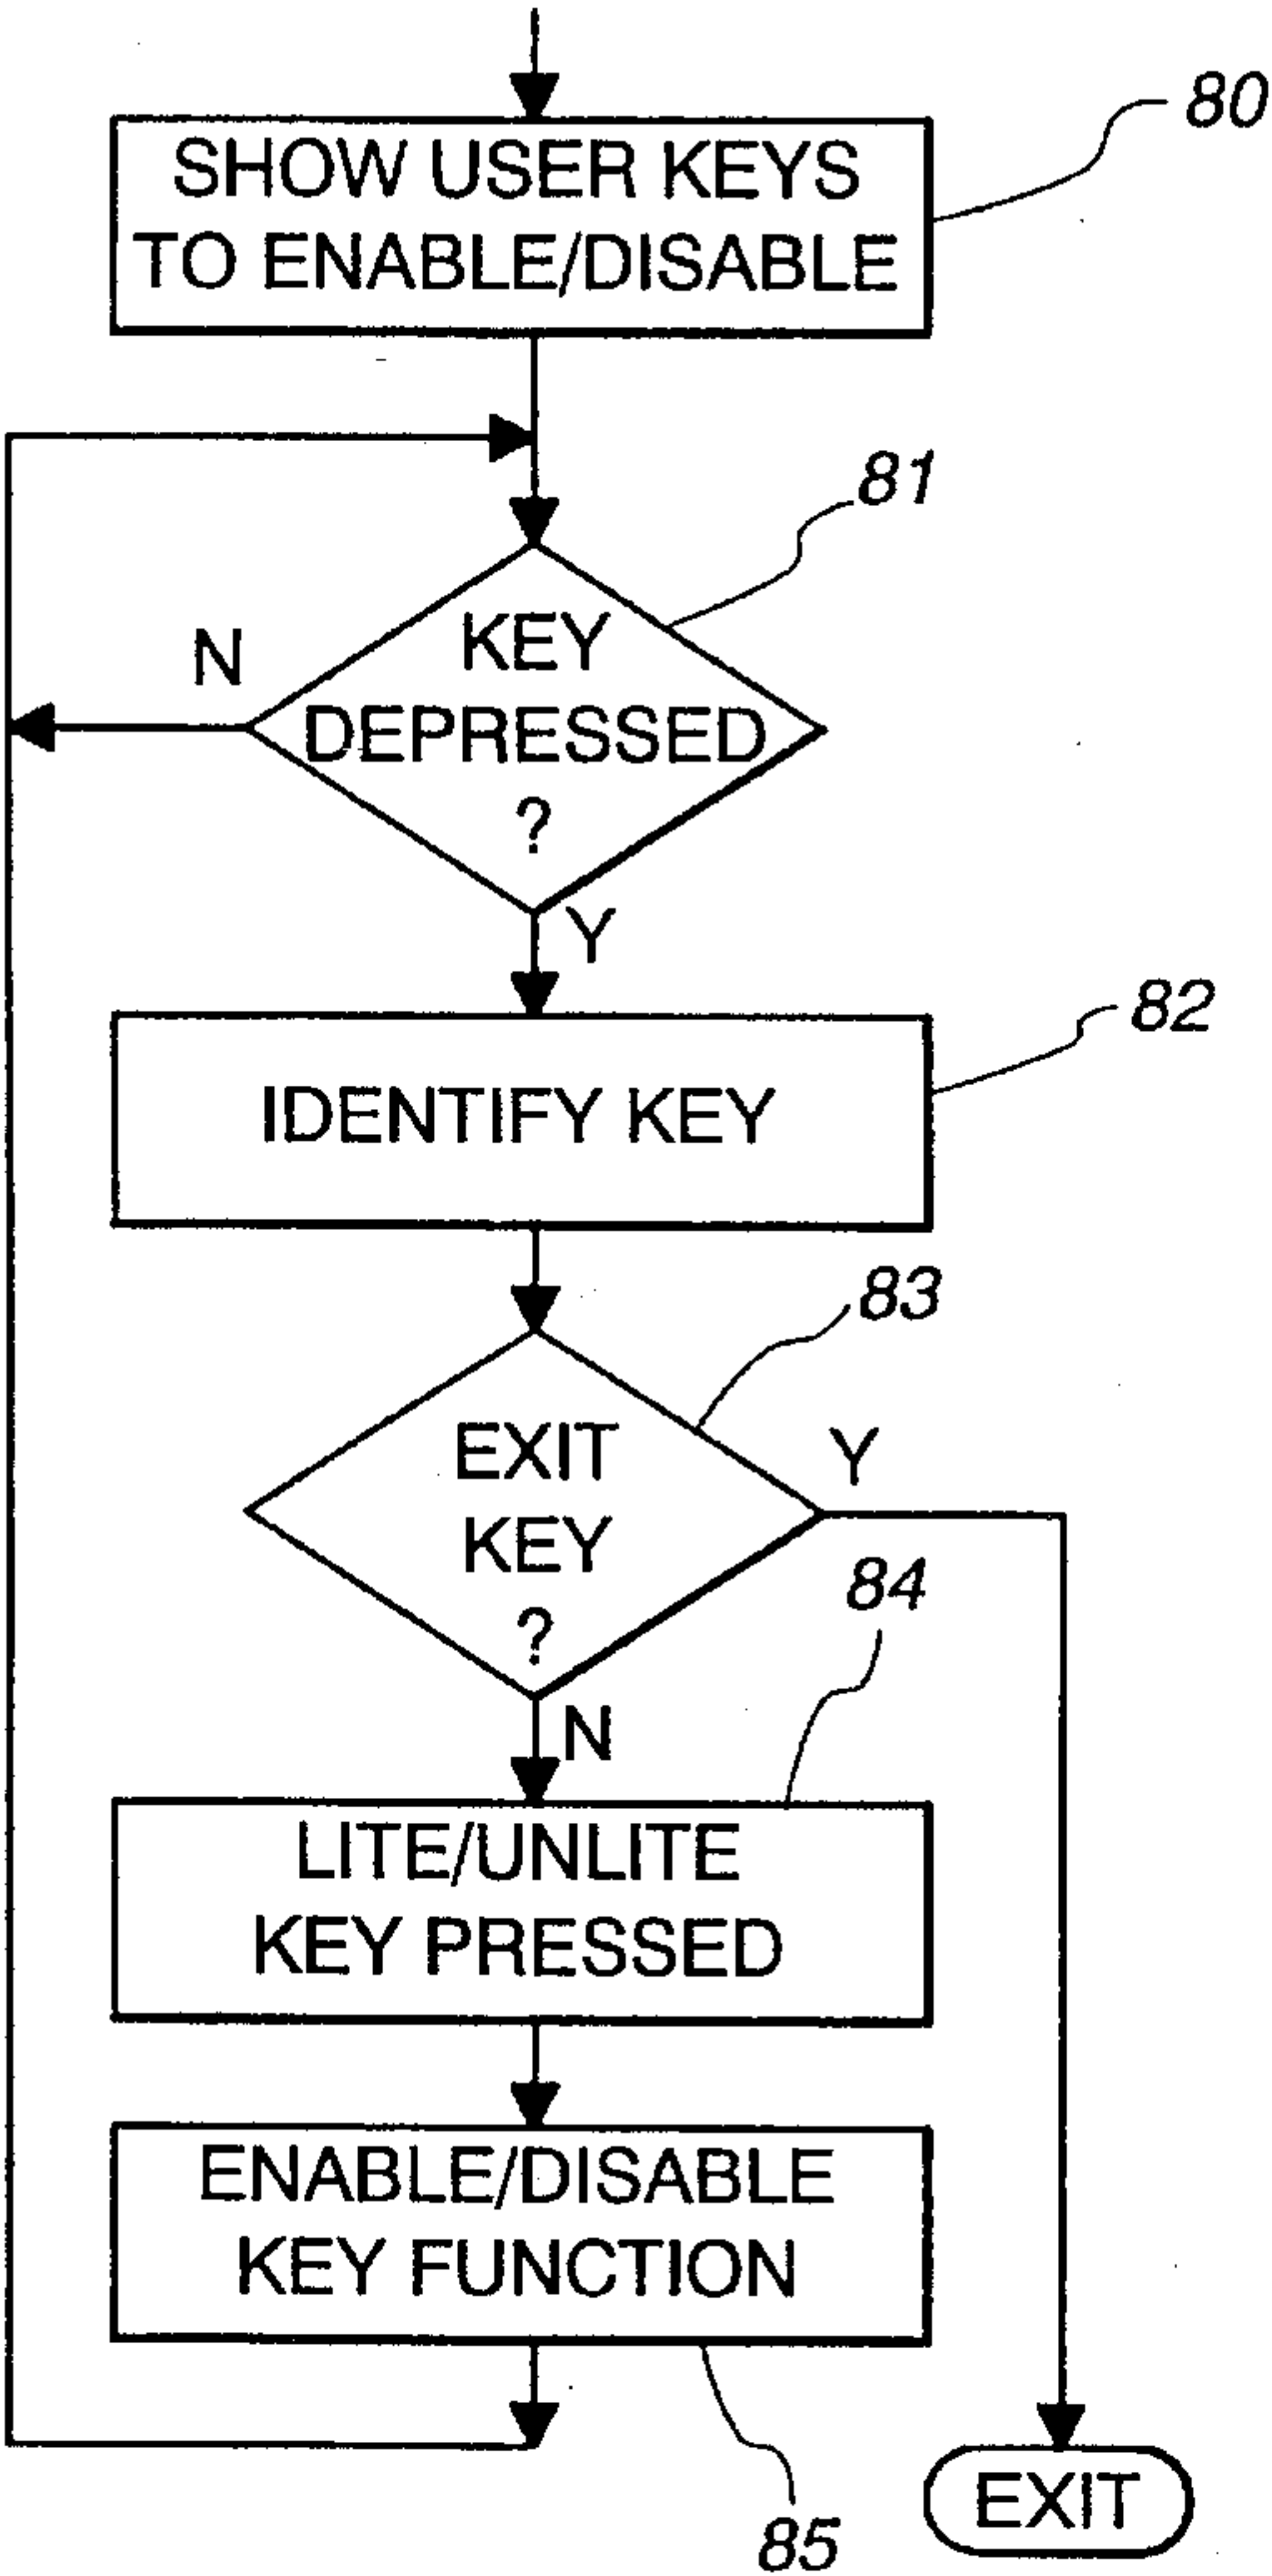 80
SHOW USER KEYS
TO ENABLE/DISABLE
81
N
KEY
DEPRESSED
?
Y
82
IDENTIFY KEY
83
EXIT
KEY
?
Y
84
N
LITE/UNLITE
KEY PRESSED
ENABLE/DISABLE
KEY FUNCTION
EXIT
85